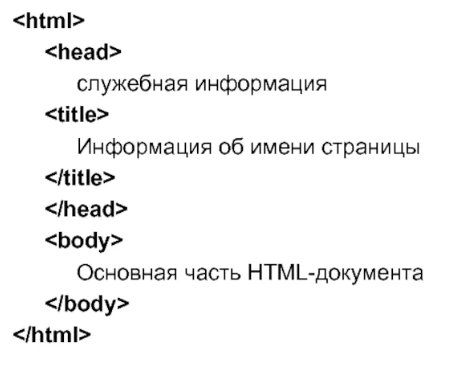 <html>
<head>
служебная информация
<title>
Информация об имени страницы
</title>
</head>
<body>
Основная часть HTML-документа
</body>
</html>